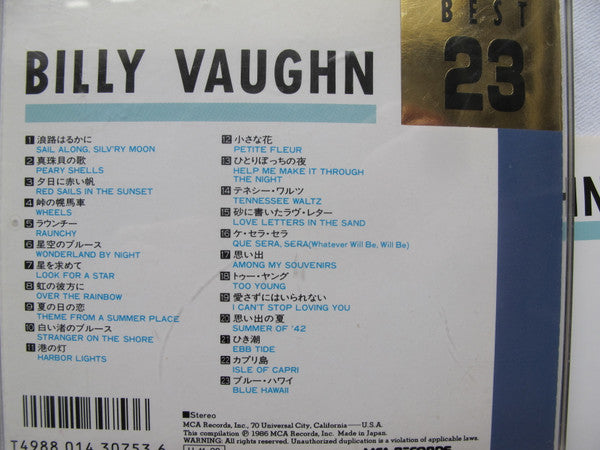 BEST
23
BILLY VAUGHN
1 浪路はるかに
SAIL ALONG, SILV'RY MOON
2 真珠貝の歌
PEARY SHELLS
3 夕日に赤い帆
RED SAILS IN THE SUNSET
4 峠の幌馬車
WHEELS
5 ラウンチー
RAUNCHY
6 星空のブルース
WONDERLAND BY NIGHT
7 星を求めて
LOOK FOR A STAR
8 虹の彼方に
OVER THE RAINBOW
9 夏の日の恋
THEME FROM A SUMMER PLACE
10 白い渚のブルース
STRANGER ON THE SHORE
11 港の灯
HARBOR LIGHTS
12 小さな花
PETITE FLEUR
13 ひとりぼっちの夜
HELP ME MAKE IT THROUGH
THE NIGHT
14 テネシー・ワルツ
TENNESSEE WALTZ
15 砂に書いたラヴ・レター
LOVE LETTERS IN THE SAND
16 ケ・セラ・セラ
QUE SERA, SERA(Whatever Will Be, Will Be)
17 思い出
AMONG MY SOUVENIRS
18 トゥー・ヤング
TOO YOUNG
19 愛さずにはいられない
I CAN'T STOP LOVING YOU
20 思い出の夏
SUMMER OF '42
21 ひき潮
EBB TIDE
22 カプリ島
ISLE OF CAPRI
23 ブルー・ハワイ
BLUE HAWAII
Stereo
MCA Records, Inc., 70 Universal City, California—U.S.A.
This compilation ℗ 1986 MCA Records, Inc. Made in Japan.
WARNING: All rights reserved. Unauthorized duplication is a violation of applicable laws.
T4988 014 30753 6
MCA RECORDS